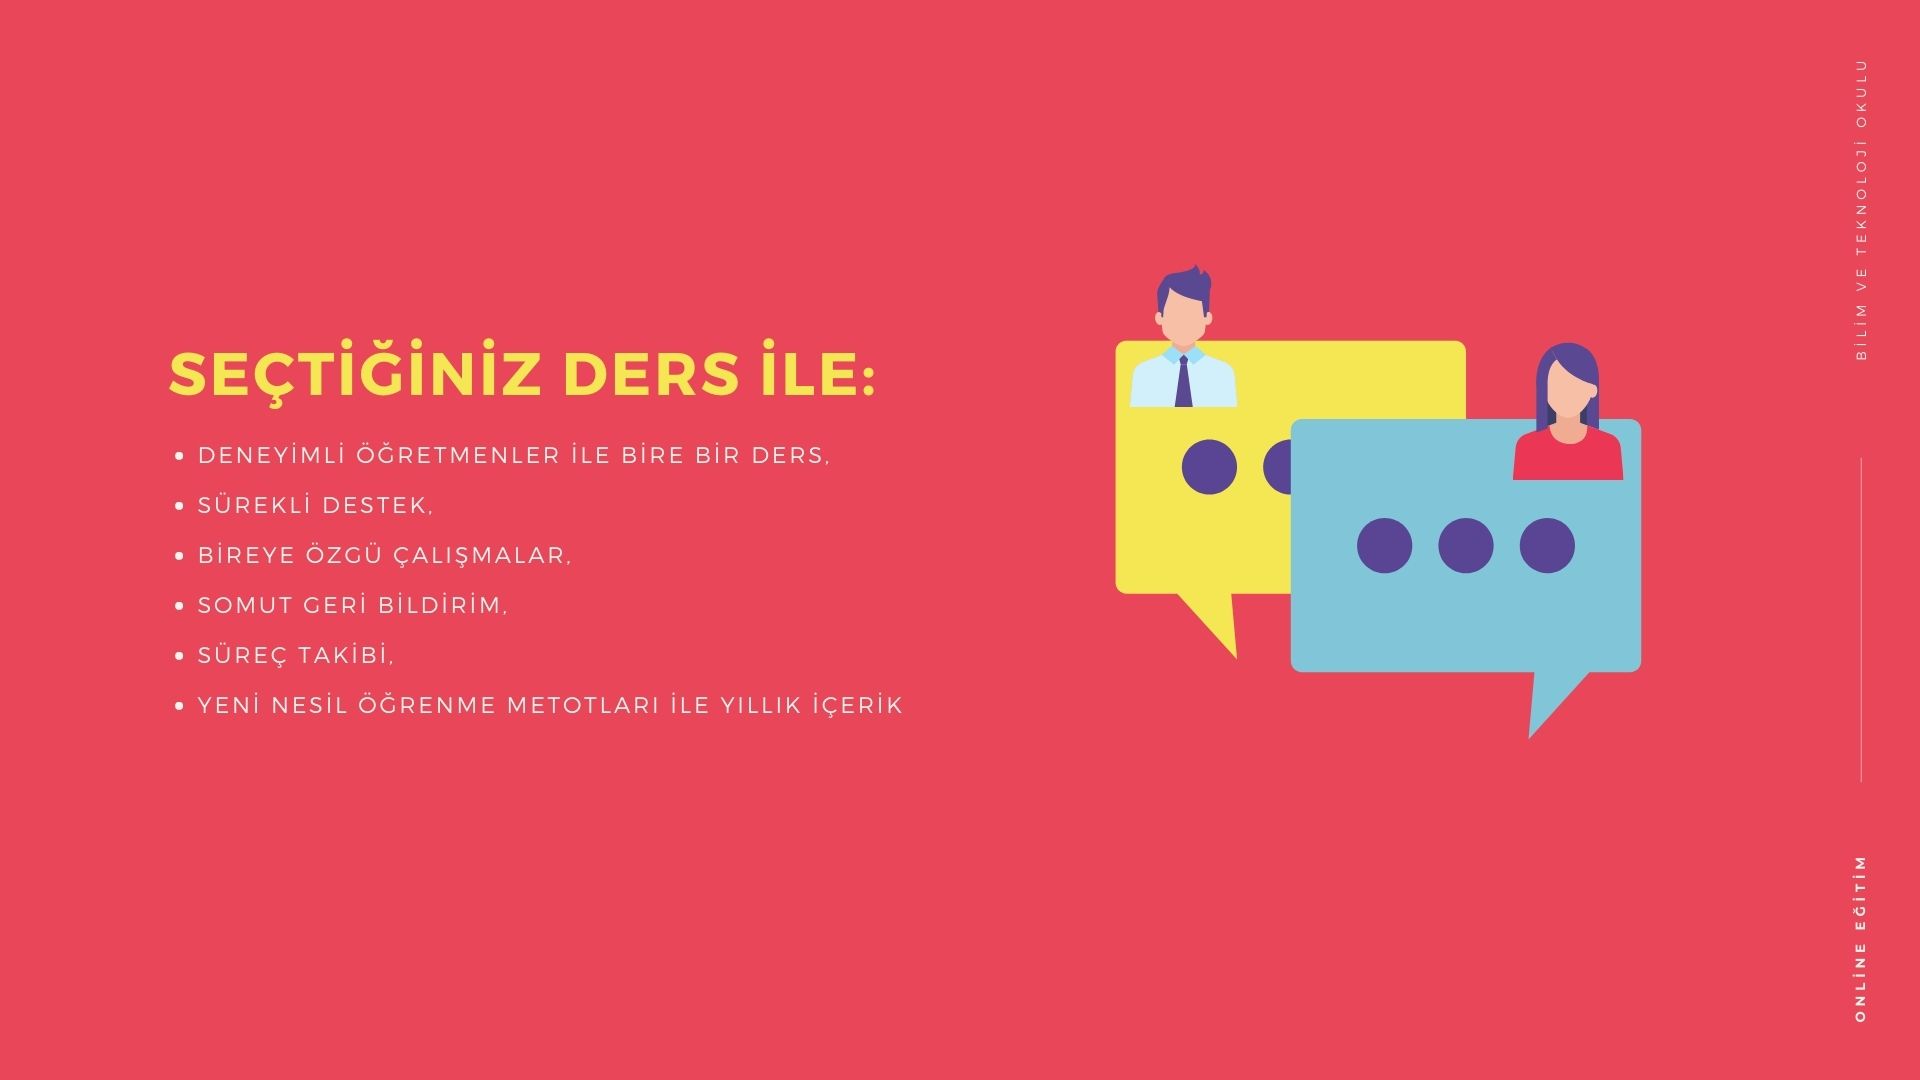 SEÇTİĞİNİZ DERS İLE:
• DENEYİMLİ ÖĞRETMENLER İLE BİRE BİR DERS,
• SÜREKLİ DESTEK,
• BİREYE ÖZGÜ ÇALIŞMALAR,
• SOMUT GERİ BİLDİRİM,
• SÜREÇ TAKİBİ,
• YENİ NESİL ÖĞRENME METOTLARI İLE YILLIK İÇERİK
BİLİM VE TEKNOLOJİ OKULU
ONLİNE EĞİTİM